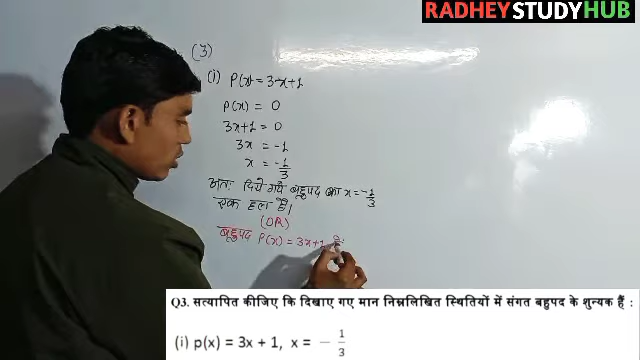 RADHEY STUDY HUB
(3)
(i) P(x) = 3x+1
P(x) = 0
3x+1 = 0
3x = -1
x = -1/3
अतः दिये गये बहुपद का x = -1/3
एक हल है।
(OR)
बहुपद P(x) = 3x+1
Q3. सत्यापित कीजिए कि दिखाए गए मान निम्नलिखित स्थितियों में संगत बहुपद के शून्यक हैं :
(i) p(x) = 3x + 1, x = - 1/3